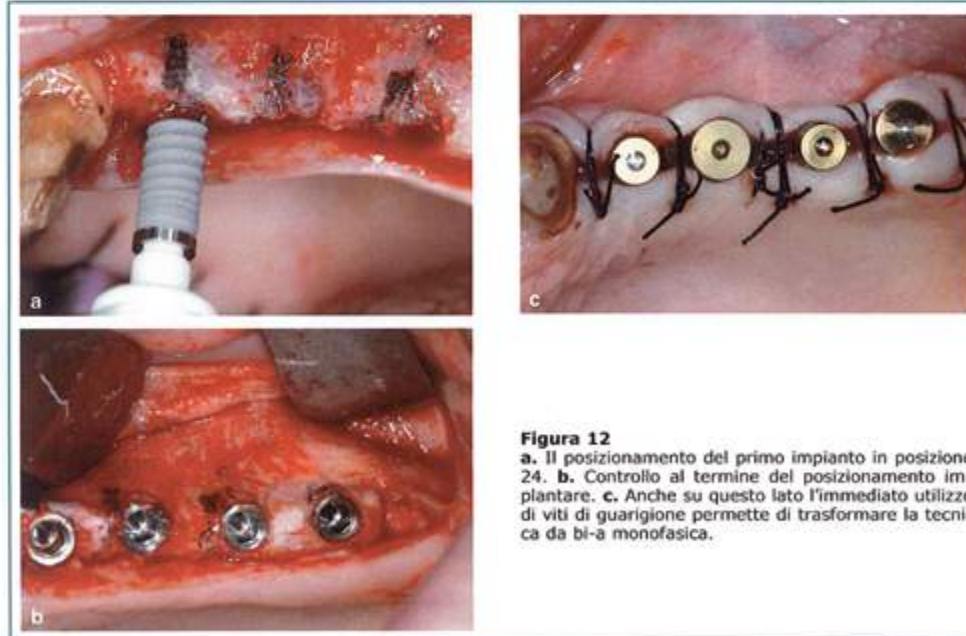 a
c
b
Figura 12
a. Il posizionamento del primo impianto in posizione
24. b. Controllo al termine del posizionamento im-
plantare. c. Anche su questo lato l'immediato utilizzo
di viti di guarigione permette di trasformare la tecni-
ca da bi-a monofasica.